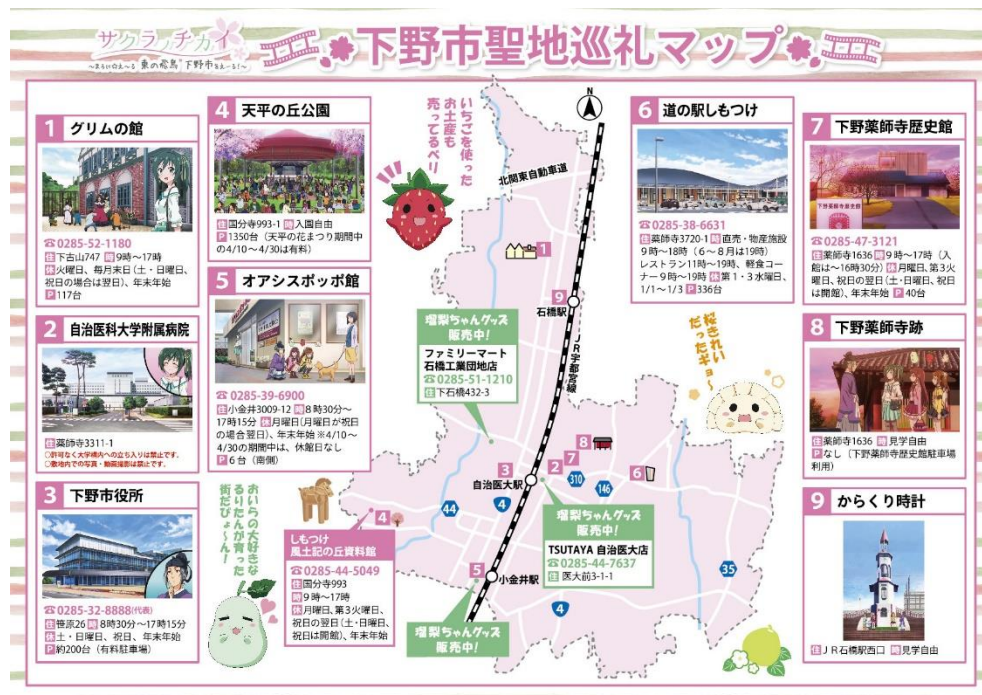 サクラノチカイ
下野市聖地巡礼マップ
1 グリムの館
☎0285-52-1180
住下古山747 時9時〜17時
休火曜日、毎月末日（土・日曜日、
祝日の場合は翌日）、年末年始
P117台
2 自治医科大学附属病院
住薬師寺3311-1
○許可なく大学構内への立ち入りは禁止です。
○敷地内での写真・動画撮影は禁止です。
3 下野市役所
☎0285-32-8888(代表)
住笹原26 時8時30分〜17時15分
休土・日曜日、祝日、年末年始
P約200台（有料駐車場）
4 天平の丘公園
住国分寺993-1 時入園自由
P1350台（天平の花まつり期間中
の4/10〜4/30は有料）
5 オアシスポッポ館
☎0285-39-6900
住小金井3009-12 時8時30分〜
17時15分 休月曜日(月曜日が祝日
の場合翌日)、年末年始 ※4/10〜
4/30の期間中は、休館日なし
P6台（南側）
いちごを使った
お土産も
売ってるベリ
おいらの大好きな
るりたんが育った
街だぴょ〜ん！
N
北関東自動車道
1
9
石橋駅
JR宇都宮線
瑠梨ちゃんグッズ
販売中！
ファミリーマート
石橋工業団地店
☎0285-51-1210
住下石橋432-3
8
7
2
3
自治医大駅
310
146
6
4
44
4
しもつけ
風土記の丘資料館
☎0285-44-5049
住国分寺993
時9時〜17時
休月曜日、第3火曜日、
祝日の翌日(土・日曜日、
祝日は開館)、年末年始
瑠梨ちゃんグッズ
販売中！
TSUTAYA 自治医大店
☎0285-44-7637
住 医大前3-1-1
5
小金井駅
35
4
瑠梨ちゃんグッズ
販売中！
6 道の駅しもつけ
☎0285-38-6631
住薬師寺3720-1 時直売・物産施設
9時〜18時（6〜8月は19時）
レストラン11時〜19時、軽食コー
ナー9時〜19時 休第1・3水曜日、
1/1〜1/3 P336台
桜きれい
だったギョ〜
7 下野薬師寺歴史館
下野薬師寺歴史館
☎0285-47-3121
住薬師寺1636 時9時〜17時（入
館は〜16時30分）休月曜日、第3火
曜日、祝日の翌日(土・日曜日、祝日
は開館)、年末年始 P40台
8 下野薬師寺跡
住薬師寺1636 時見学自由
Pなし（下野薬師寺歴史館駐車場
利用）
9 からくり時計
住JR石橋駅西口 時見学自由